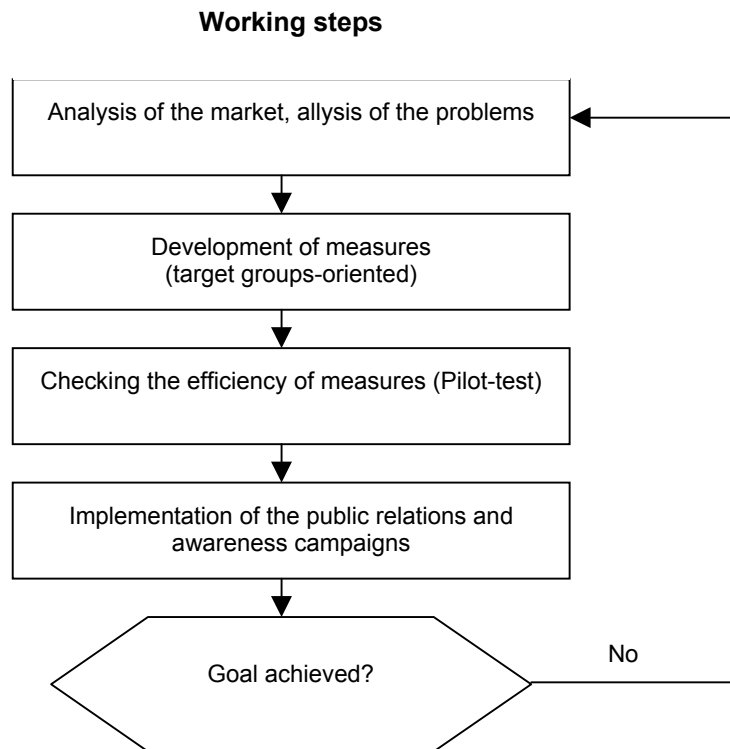 Working steps
Analysis of the market, allysis of the problems
Development of measures
(target groups-oriented)
Checking the efficiency of measures (Pilot-test)
Implementation of the public relations and
awareness campaigns
Goal achieved?
No